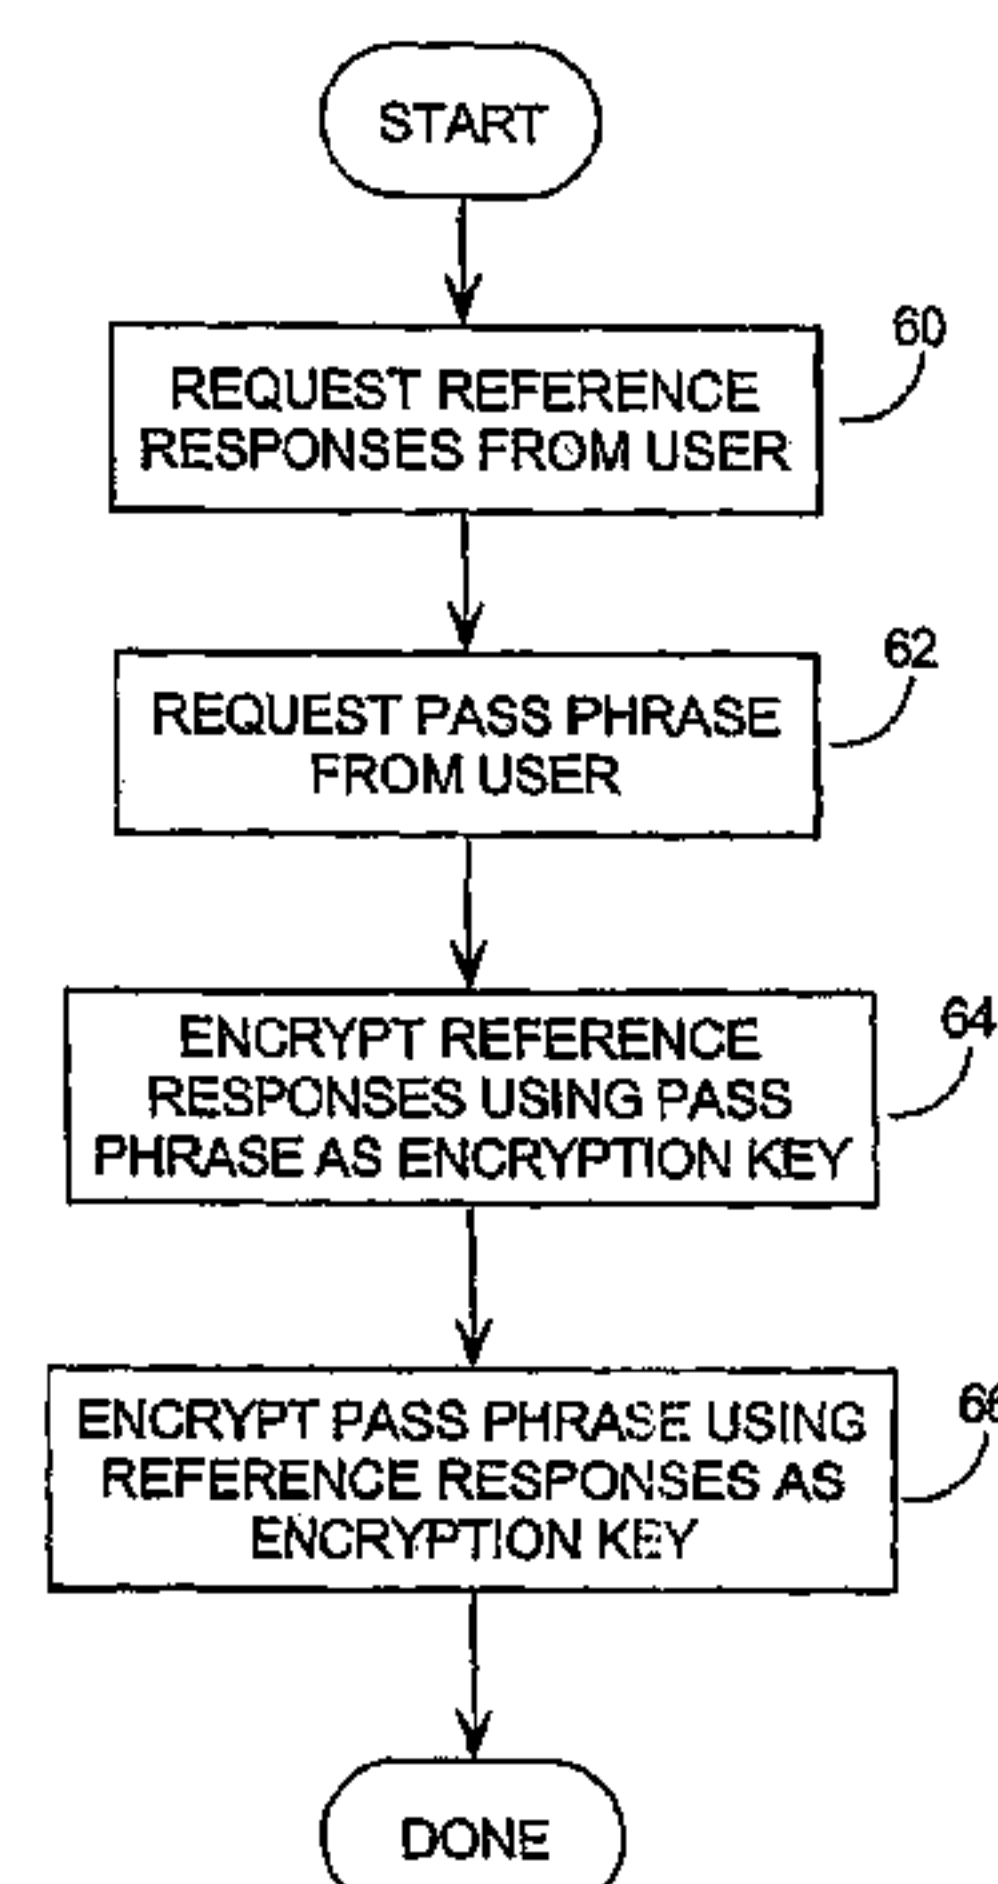 START
60
REQUEST REFERENCE
RESPONSES FROM USER
62
REQUEST PASS PHRASE
FROM USER
64
ENCRYPT REFERENCE
RESPONSES USING PASS
PHRASE AS ENCRYPTION KEY
66
ENCRYPT PASS PHRASE USING
REFERENCE RESPONSES AS
ENCRYPTION KEY
DONE